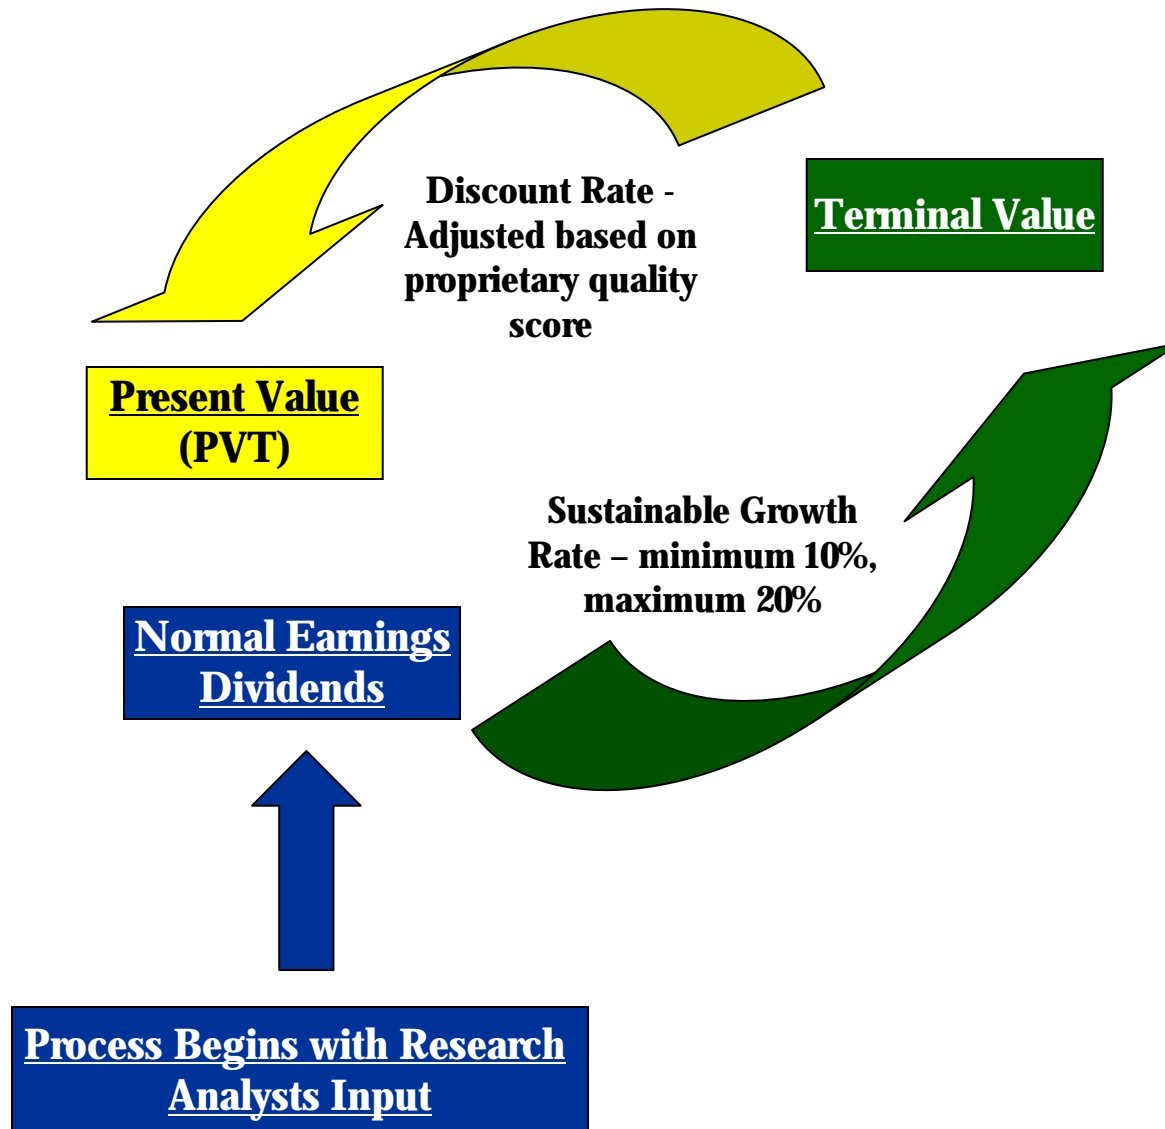 Discount Rate -
Adjusted based on
proprietary quality
score
Terminal Value
Present Value
(PVT)
Sustainable Growth
Rate – minimum 10%,
maximum 20%
Normal Earnings
Dividends
Process Begins with Research
Analysts Input